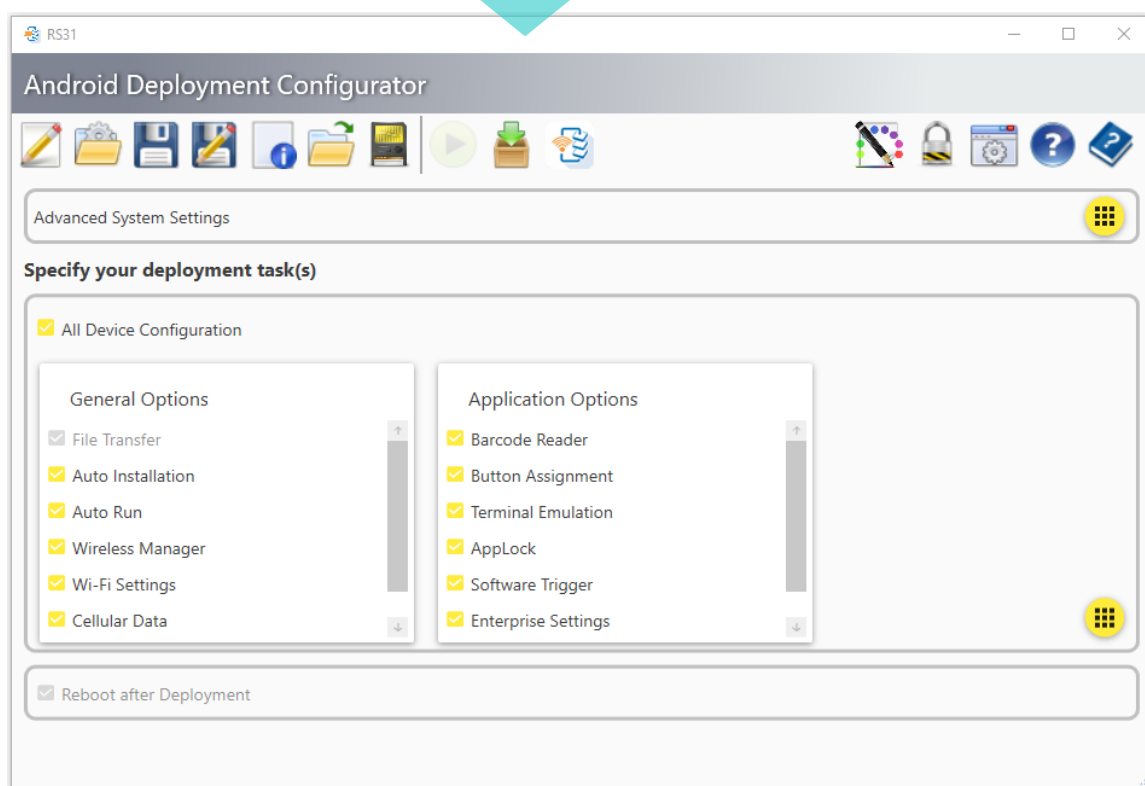 RS31
Android Deployment Configurator
Advanced System Settings
Specify your deployment task(s)
All Device Configuration
General Options
File Transfer
Auto Installation
Auto Run
Wireless Manager
Wi-Fi Settings
Cellular Data
Application Options
Barcode Reader
Button Assignment
Terminal Emulation
AppLock
Software Trigger
Enterprise Settings
Reboot after Deployment